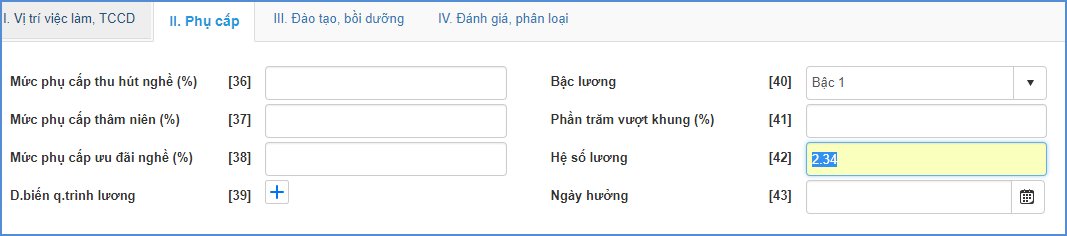 I. Vị trí việc làm, TCCD II. Phụ cấp III. Đào tạo, bồi dưỡng IV. Đánh giá, phân loại
Mức phụ cấp thu hút nghề (%) [36] Bậc lương [40] Bậc 1
Mức phụ cấp thâm niên (%) [37] Phần trăm vượt khung (%) [41]
Mức phụ cấp ưu đãi nghề (%) [38] Hệ số lương [42] 2.34
D.biến q.trình lương [39] Ngày hưởng [43]